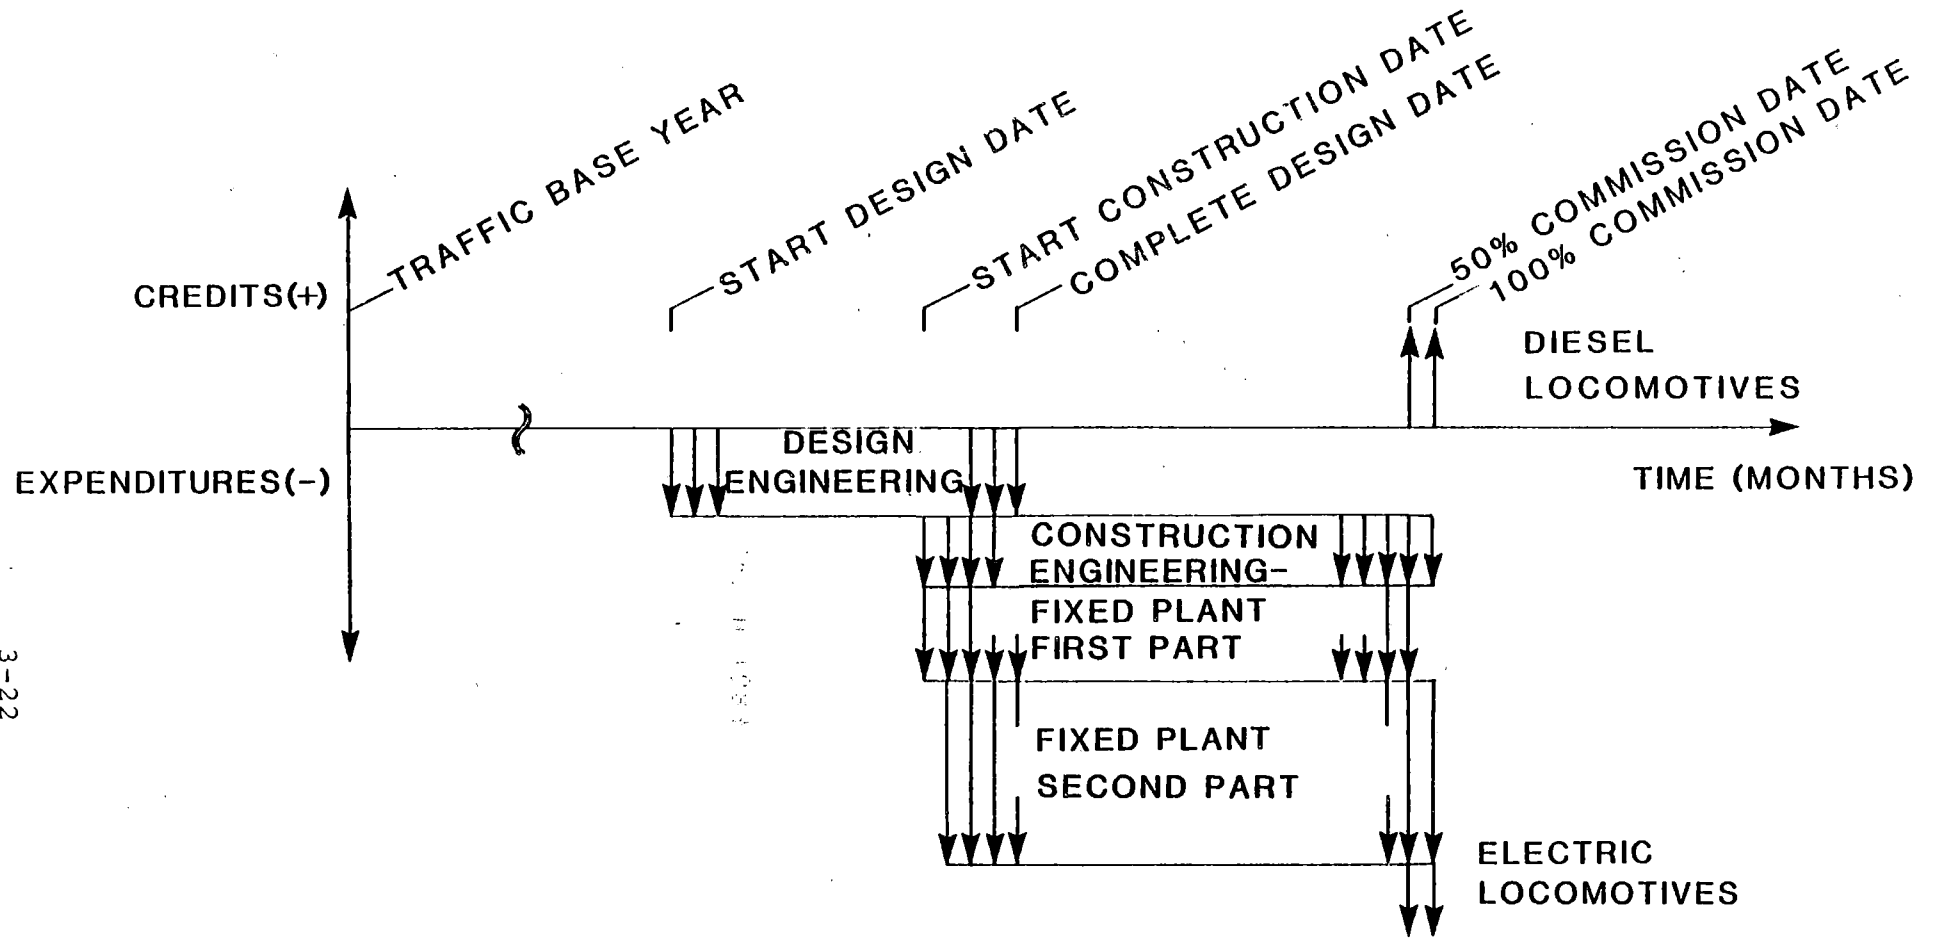 TRAFFIC BASE YEAR
START DESIGN DATE
START CONSTRUCTION DATE
COMPLETE DESIGN DATE
50% COMMISSION DATE
100% COMMISSION DATE
CREDITS(+)
DIESEL
LOCOMOTIVES
EXPENDITURES(-)
TIME (MONTHS)
DESIGN
ENGINEERING
CONSTRUCTION
ENGINEERING-
FIXED PLANT
FIRST PART
FIXED PLANT
SECOND PART
ELECTRIC
LOCOMOTIVES
3-22